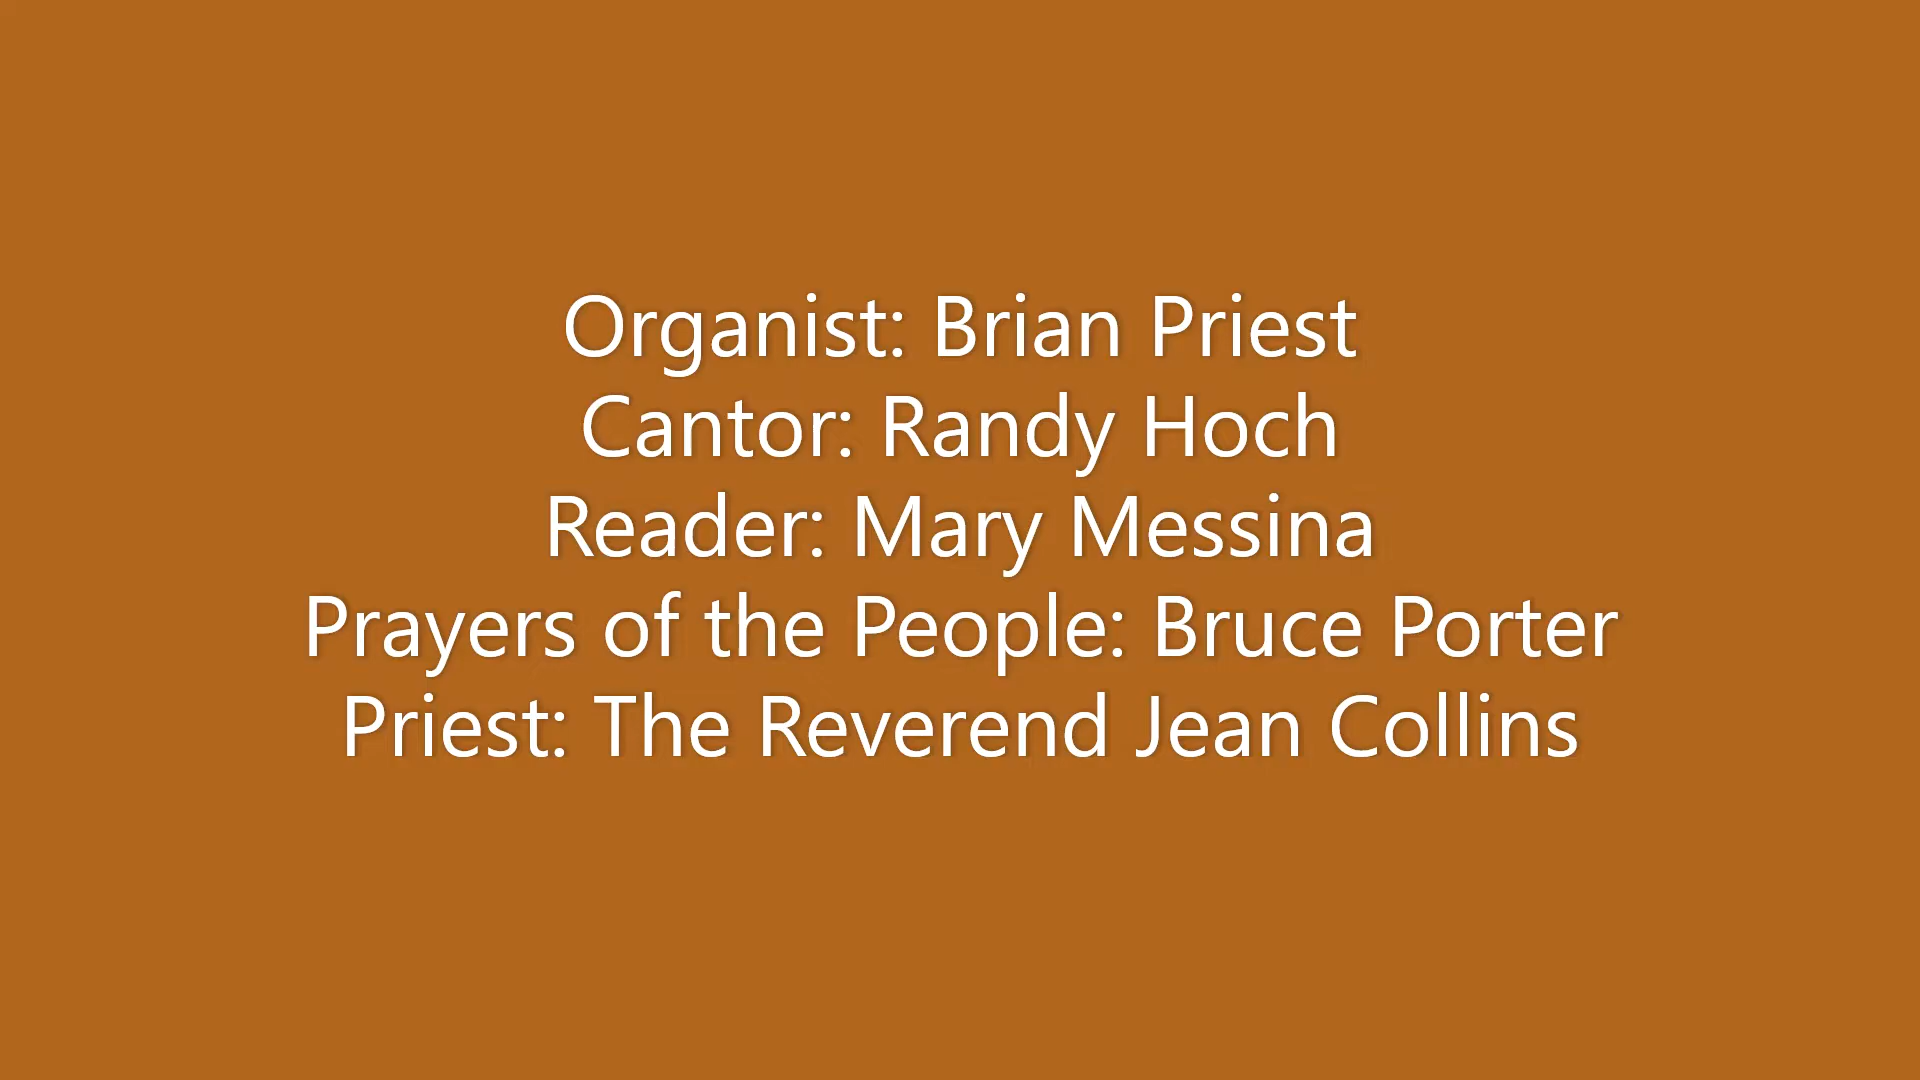 Organist: Brian Priest
Cantor: Randy Hoch
Reader: Mary Messina
Prayers of the People: Bruce Porter
Priest: The Reverend Jean Collins